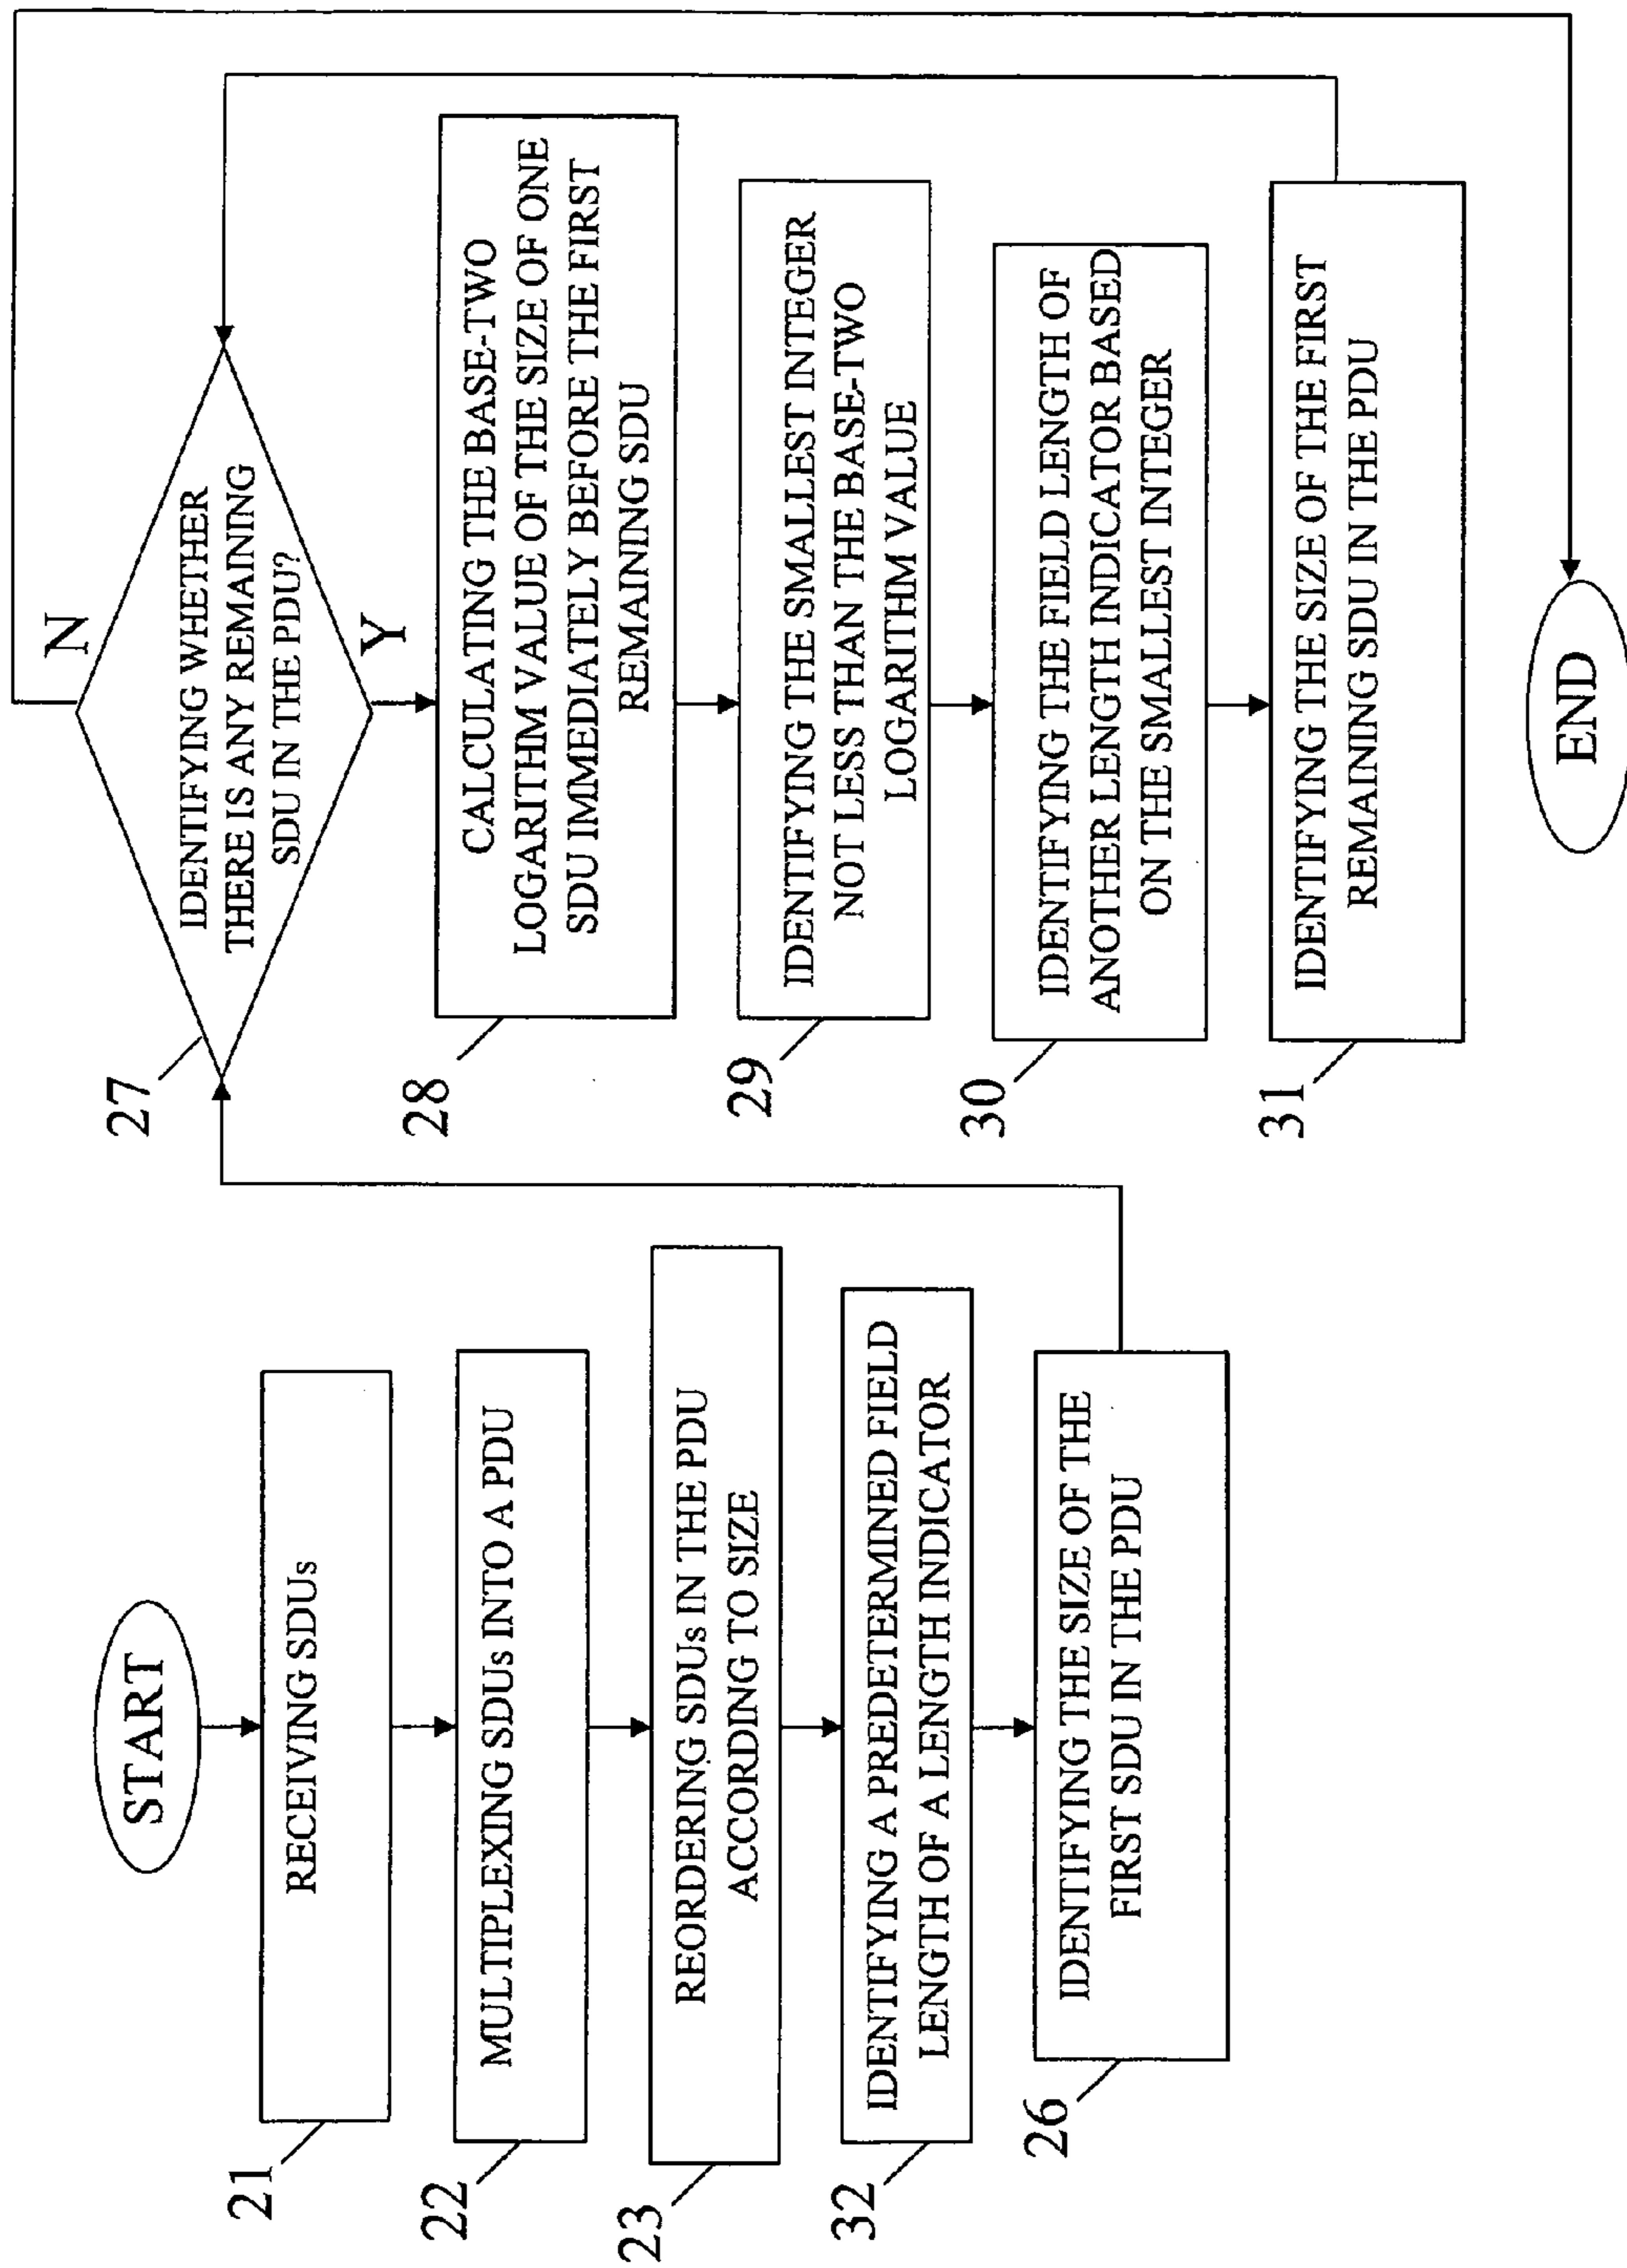 START
21
RECEIVING SDUs
22
MULTIPLEXING SDUs INTO A PDU
23
REORDERING SDUs IN THE PDU
ACCORDING TO SIZE
32
IDENTIFYING A PREDETERMINED FIELD
LENGTH OF A LENGTH INDICATOR
26
IDENTIFYING THE SIZE OF THE
FIRST SDU IN THE PDU
27
IDENTIFYING WHETHER
THERE IS ANY REMAINING
SDU IN THE PDU?
N
Y
28
CALCULATING THE BASE-TWO
LOGARITHM VALUE OF THE SIZE OF ONE
SDU IMMEDIATELY BEFORE THE FIRST
REMAINING SDU
29
IDENTIFYING THE SMALLEST INTEGER
NOT LESS THAN THE BASE-TWO
LOGARITHM VALUE
30
IDENTIFYING THE FIELD LENGTH OF
ANOTHER LENGTH INDICATOR BASED
ON THE SMALLEST INTEGER
31
IDENTIFYING THE SIZE OF THE FIRST
REMAINING SDU IN THE PDU
END